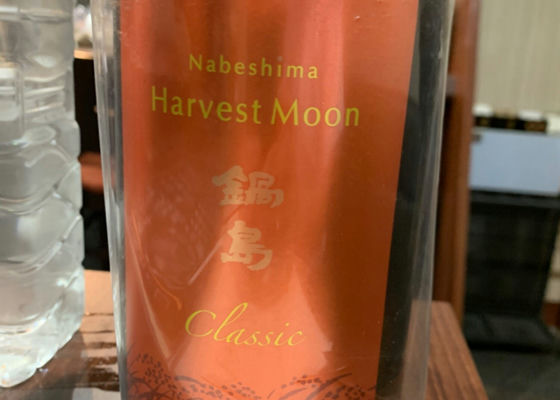 Nabeshima
Harvest Moon
鍋
島
Classic